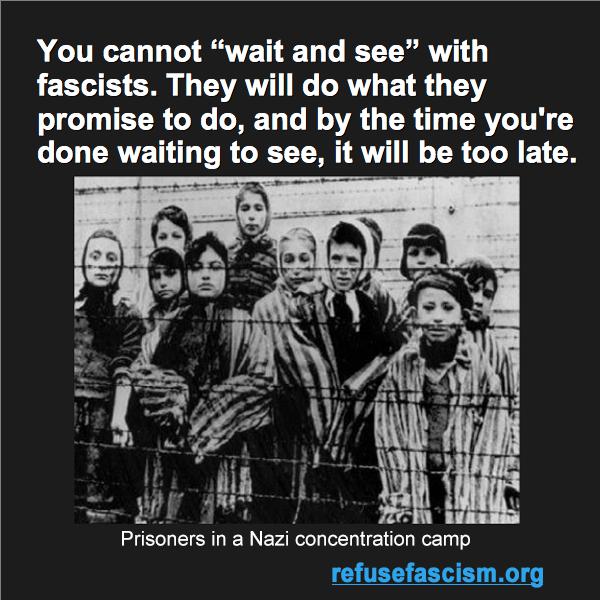 You cannot “wait and see” with
fascists. They will do what they
promise to do, and by the time you're
done waiting to see, it will be too late.
Prisoners in a Nazi concentration camp
refusefascism.org